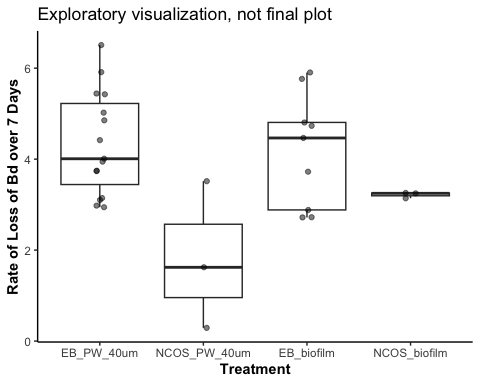 Exploratory visualization, not final plot
Rate of Loss of Bd over 7 Days
6
4
2
0
EB_PW_40um NCOS_PW_40um EB_biofilm NCOS_biofilm
Treatment